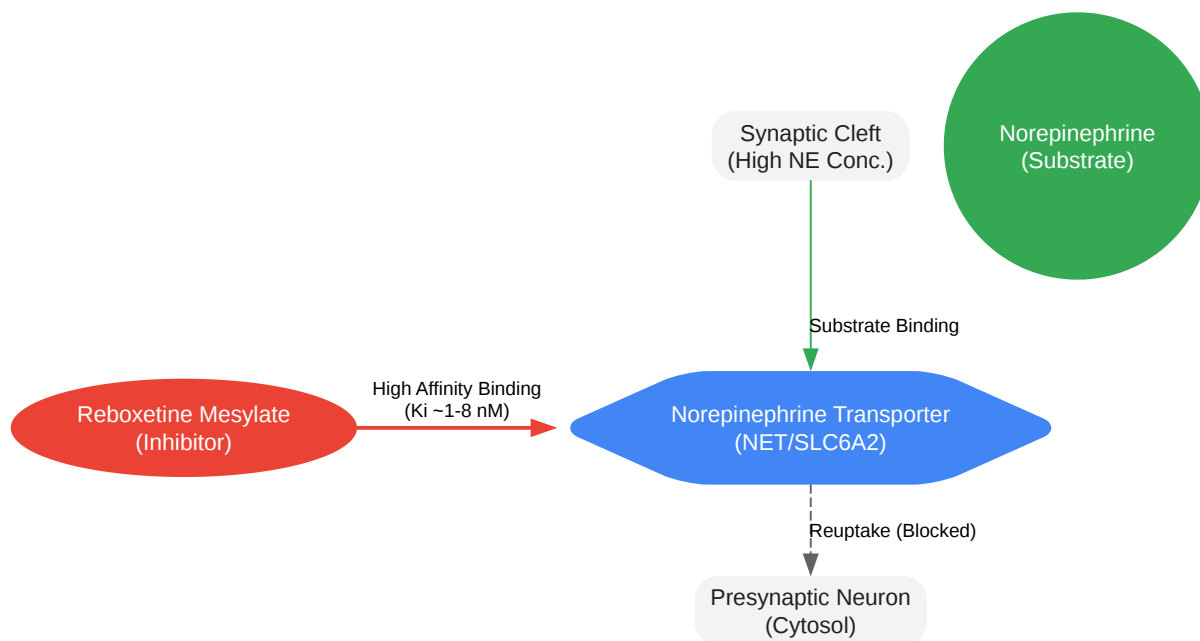 Synaptic Cleft
(High NE Conc.)
Norepinephrine
(Substrate)
Substrate Binding
High Affinity Binding
(Ki ~1-8 nM)
Reboxetine Mesylate
(Inhibitor)
Norepinephrine Transporter
(NET/SLC6A2)
Reuptake (Blocked)
Presynaptic Neuron
(Cytosol)